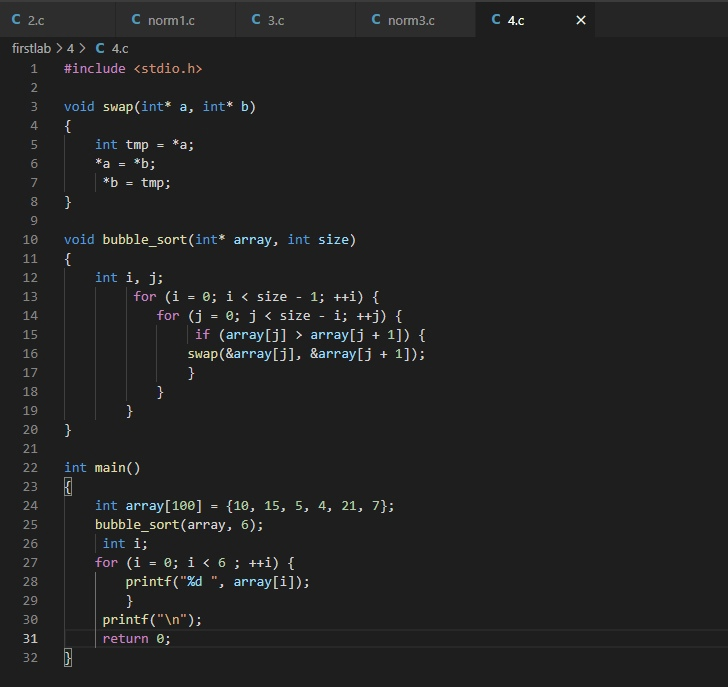 C 2.c C norm1.c C 3.c C norm3.c C 4.c ×
firstlab > 4 > C 4.c
1 #include <stdio.h>
2
3 void swap(int* a, int* b)
4 {
5 int tmp = *a;
6 *a = *b;
7 *b = tmp;
8 }
9
10 void bubble_sort(int* array, int size)
11 {
12 int i, j;
13 for (i = 0; i < size - 1; ++i) {
14 for (j = 0; j < size - i; ++j) {
15 if (array[j] > array[j + 1]) {
16 swap(&array[j], &array[j + 1]);
17 }
18 }
19 }
20 }
21
22 int main()
23 {
24 int array[100] = {10, 15, 5, 4, 21, 7};
25 bubble_sort(array, 6);
26 int i;
27 for (i = 0; i < 6 ; ++i) {
28 printf("%d ", array[i]);
29 }
30 printf("\n");
31 return 0;
32 }